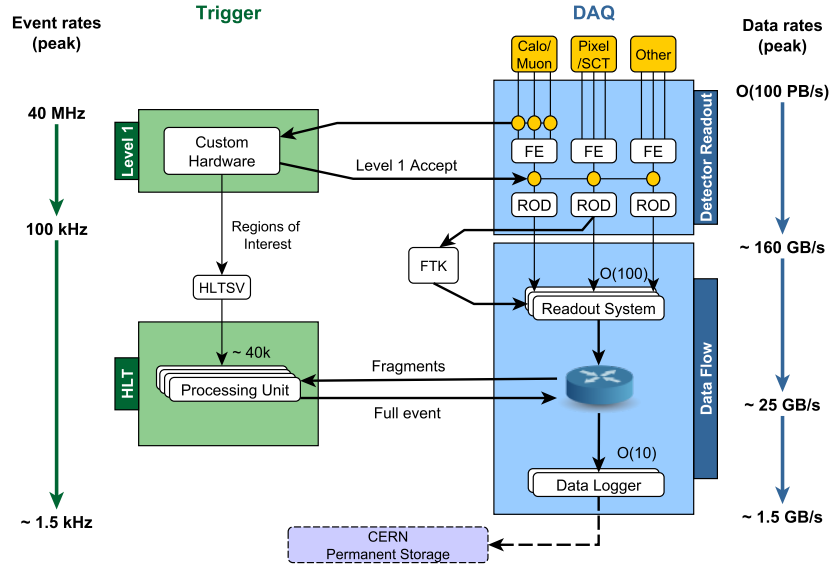 Event rates
(peak)
Trigger
DAQ
Data rates
(peak)
Calo/
Muon
Pixel
/SCT
Other
40 MHz
O(100 PB/s)
Level 1
Custom
Hardware
Level 1 Accept
FE
FE
FE
ROD
ROD
ROD
Detector Readout
100 kHz
Regions of
Interest
~ 160 GB/s
FTK
O(100)
HLTSV
Readout System
HLT
~ 40k
Processing Unit
Fragments
Full event
Data Flow
~ 25 GB/s
O(10)
Data Logger
~ 1.5 kHz
~ 1.5 GB/s
CERN
Permanent Storage